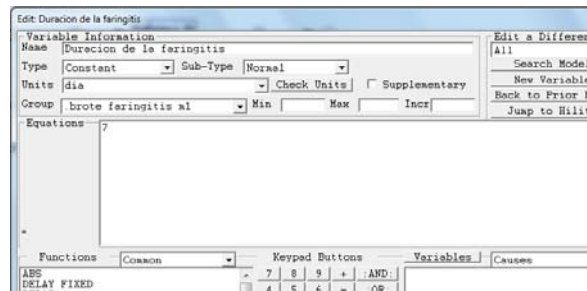 Edit: Duracion de la faringitis
Variable Information
Edit a Differen
Name Duracion de la faringitis
All
Type Constant Sub-Type Normal
Search Model
Units dia Check Units Supplementary
New Variable
Back to Prior
Group .brote faringitis m1 Min Max Incr
Jump to Hilit
Equations 7
=
Functions Common Keypad Buttons Variables Causes
ABS 7 8 9 + :AND:
DELAY FIXED 4 5 6 - :OR: